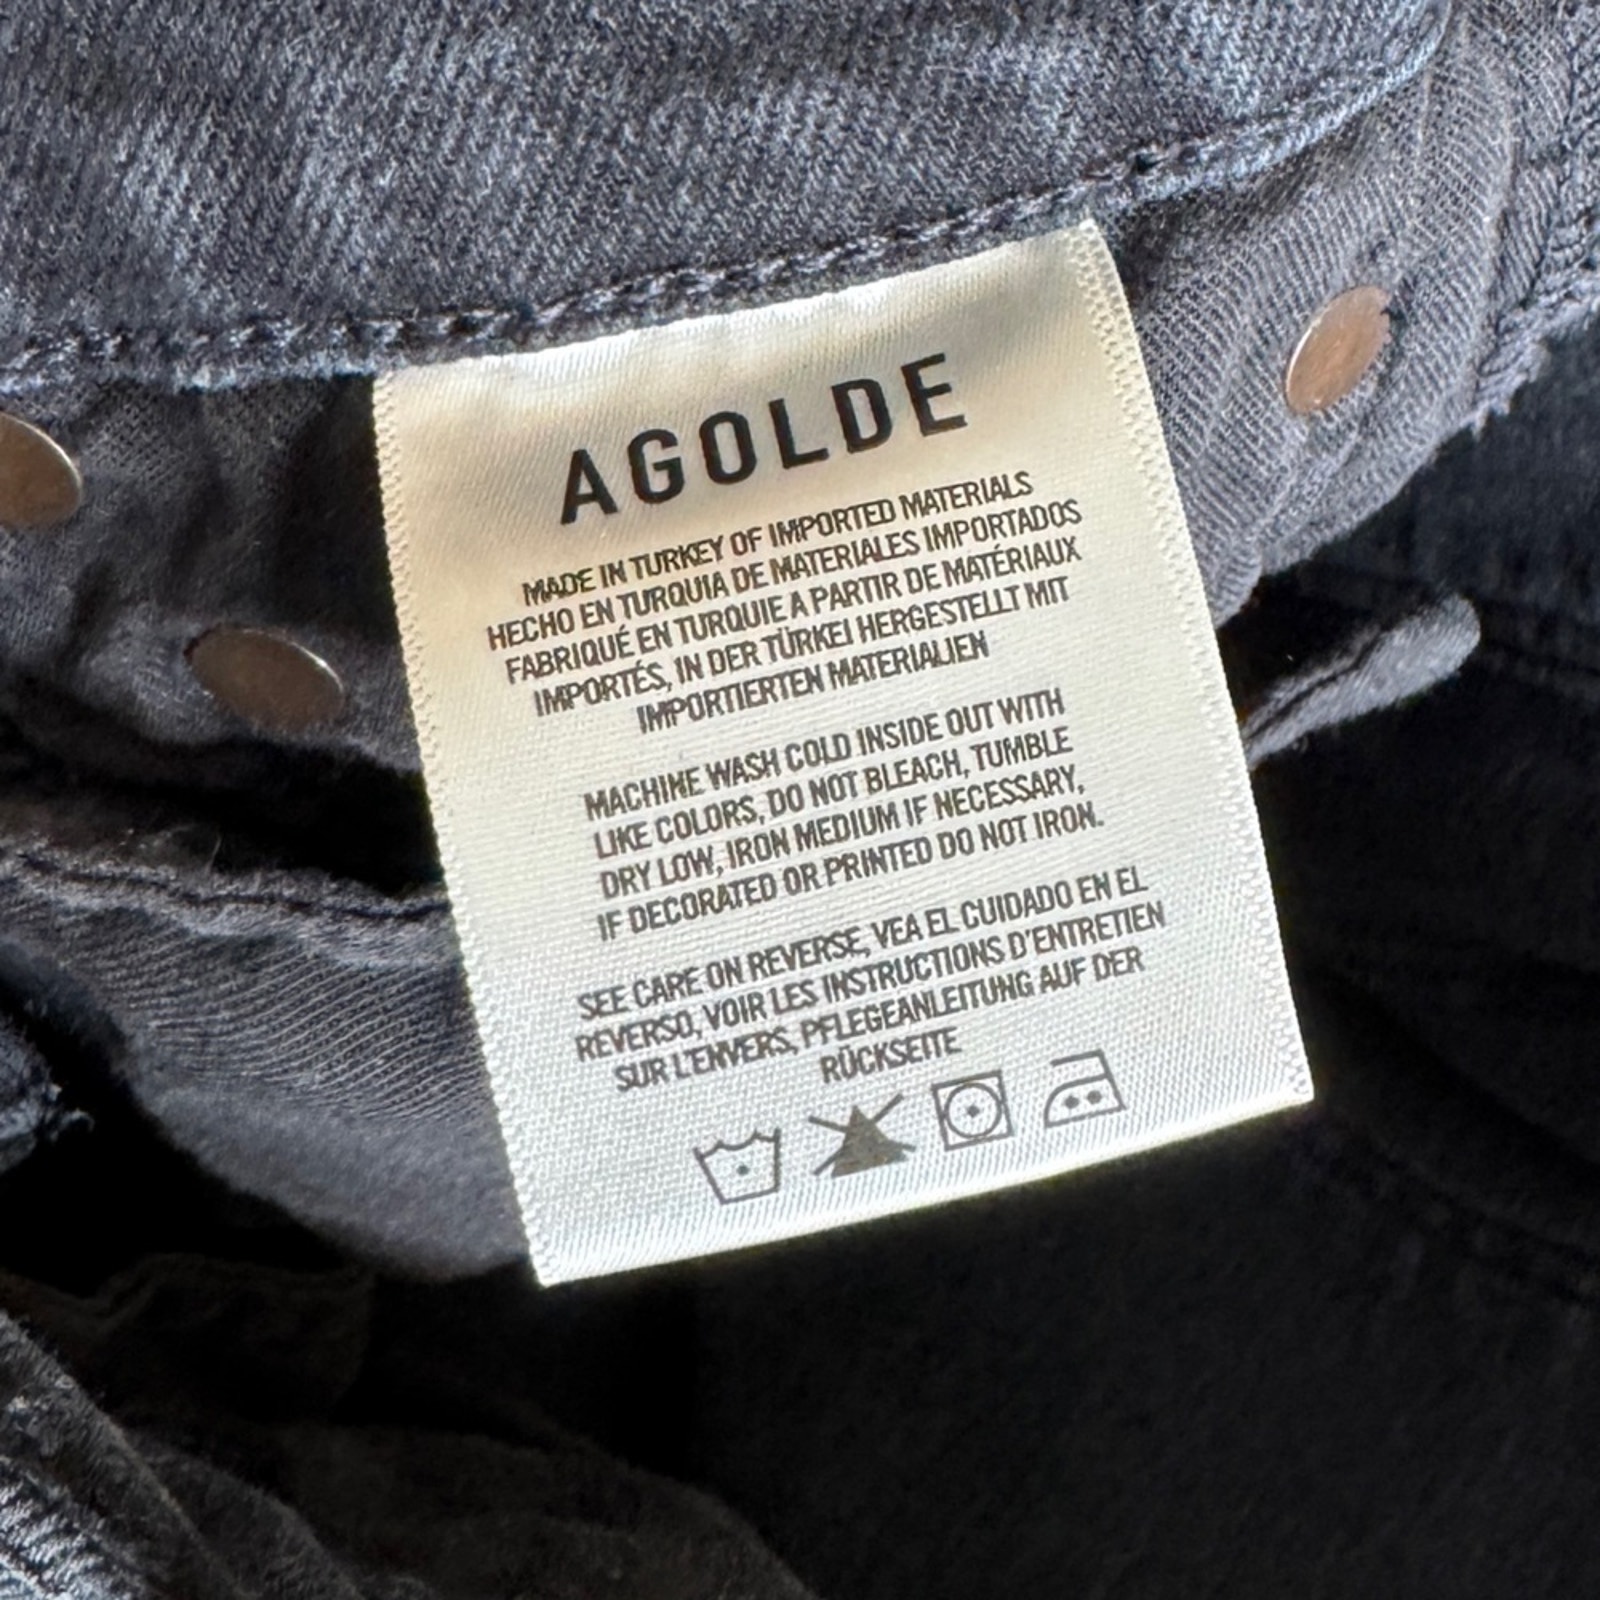 AGOLDE
MADE IN TURKEY OF IMPORTED MATERIALS
HECHO EN TURQUIA DE MATERIALES IMPORTADOS
FABRIQUÉ EN TURQUIE A PARTIR DE MATÉRIAUX
IMPORTÉS, IN DER TÜRKEI HERGESTELLT MIT
IMPORTIERTEN MATERIALIEN
MACHINE WASH COLD INSIDE OUT WITH
LIKE COLORS, DO NOT BLEACH, TUMBLE
DRY LOW, IRON MEDIUM IF NECESSARY,
IF DECORATED OR PRINTED DO NOT IRON.
SEE CARE ON REVERSE, VEA EL CUIDADO EN EL
REVERSO, VOIR LES INSTRUCTIONS D'ENTRETIEN
SUR L'ENVERS, PFLEGEANLEITUNG AUF DER
RÜCKSEITE